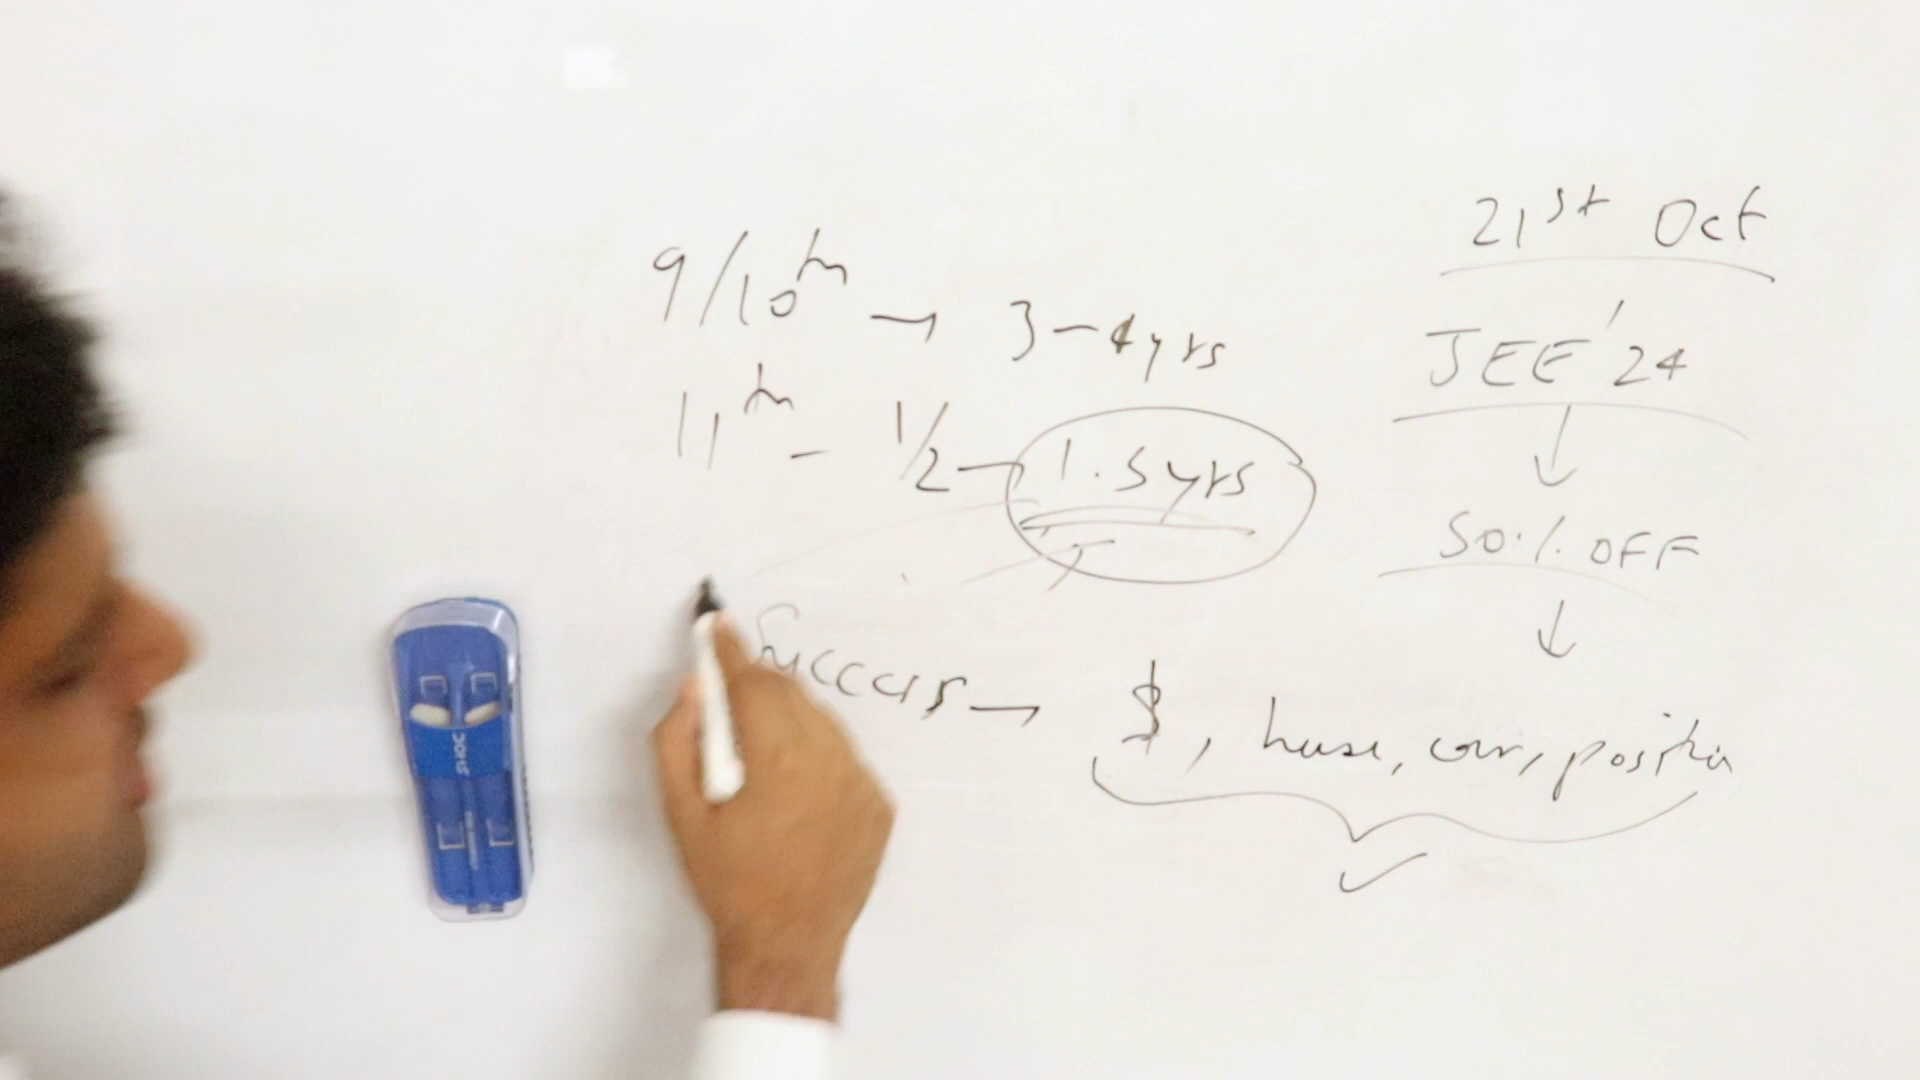 9/10th → 3-4yrs
11th - 1/2 → 1.5yrs
Success → $, house, car, position
21st Oct
JEE '24
↓
50% OFF
↓